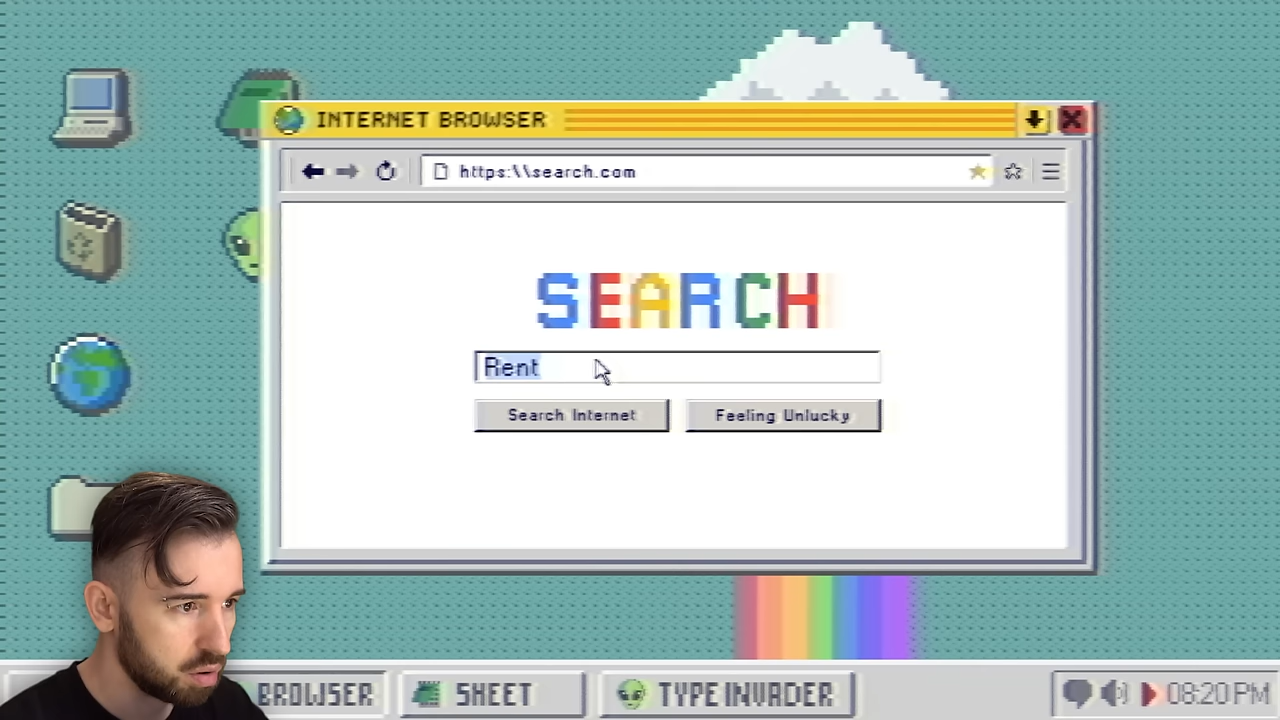 INTERNET BROWSER
https:\\search.com
SEARCH
Rent
Search Internet
Feeling Unlucky
BROWSER
SHEET
TYPE INVADER
08:20 PM